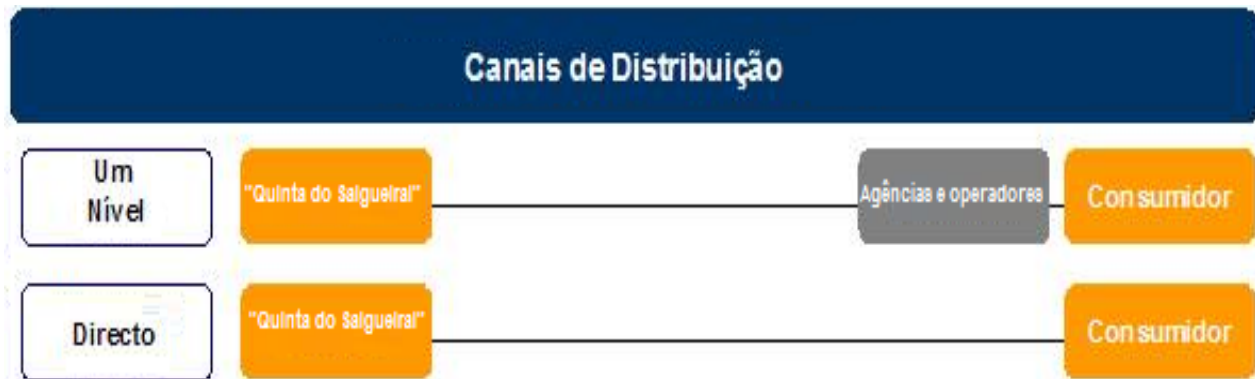 Canais de Distribuição
Um
Nível
"Quinta do Salgueiral"
Agências e operadores
Consumidor
Directo
"Quinta do Salgueiral"
Consumidor